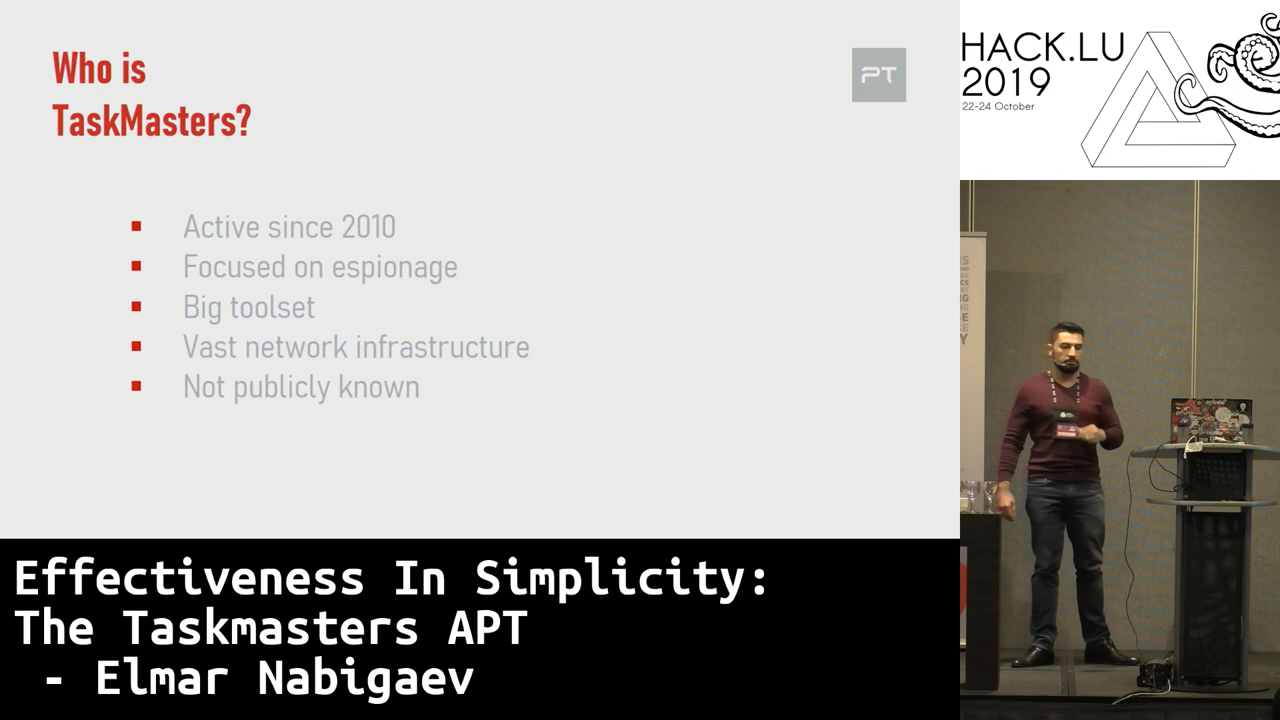 Who is
TaskMasters?
PT
▪ Active since 2010
▪ Focused on espionage
▪ Big toolset
▪ Vast network infrastructure
▪ Not publicly known
HACK.LU
2019
22-24 October
Effectiveness In Simplicity:
The Taskmasters APT
- Elmar Nabigaev